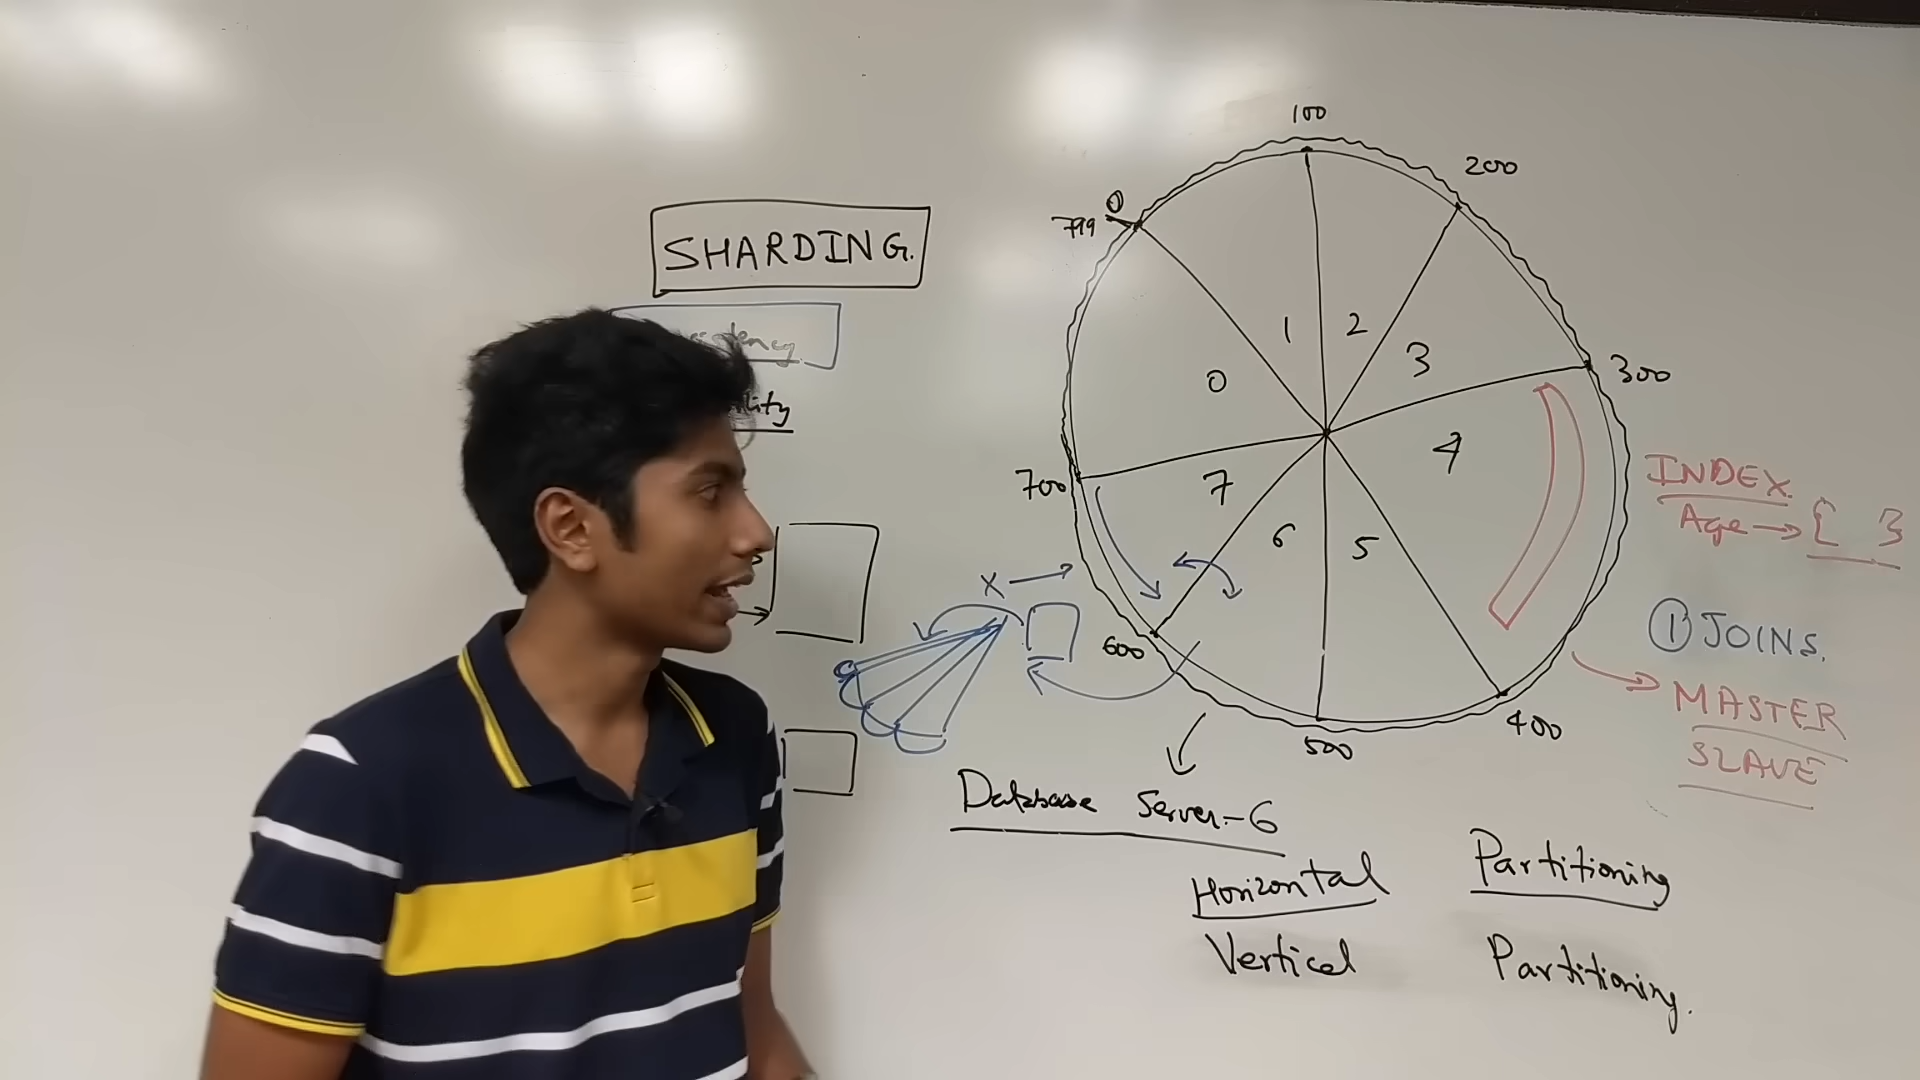 SHARDING.
100
200
0
799
1
2
3
300
0
4
700
7
6
5
INDEX
Age → { }
X
600
① JOINS.
MASTER
SLAVE
400
500
Database Server-6
Horizontal Partitioning
Vertical Partitioning.